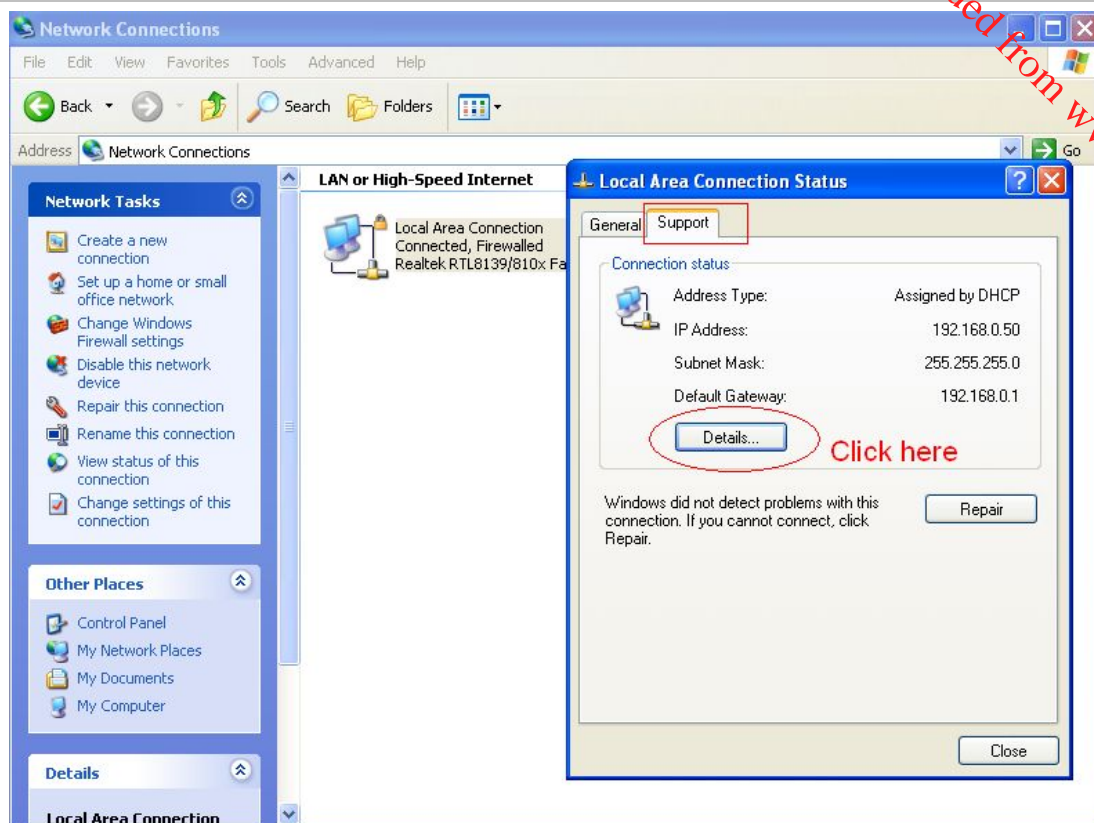 Network Connections
File Edit View Favorites Tools Advanced Help
Back Search Folders
Address Network Connections Go
Network Tasks
Create a new
connection
Set up a home or small
office network
Change Windows
Firewall settings
Disable this network
device
Repair this connection
Rename this connection
View status of this
connection
Change settings of this
connection
Other Places
Control Panel
My Network Places
My Documents
My Computer
Details
Local Area Connection
LAN or High-Speed Internet
Local Area Connection
Connected, Firewalled
Realtek RTL8139/810x Fa
Local Area Connection Status
General Support
Connection status
Address Type: Assigned by DHCP
IP Address: 192.168.0.50
Subnet Mask: 255.255.255.0
Default Gateway: 192.168.0.1
Details...
Click here
Windows did not detect problems with this
connection. If you cannot connect, click
Repair.
Repair
Close
from